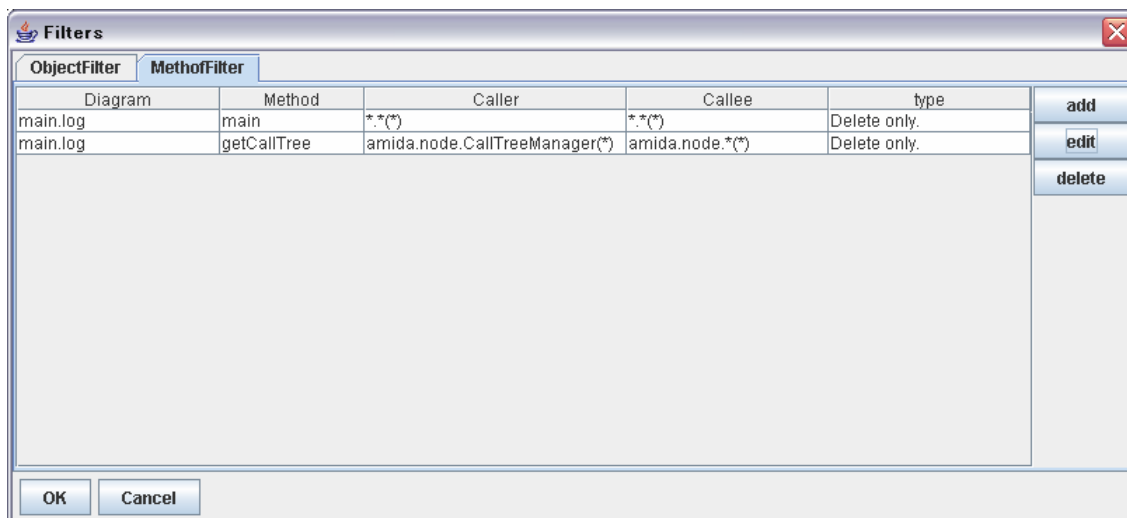 Filters
ObjectFilter MethofFilter
Diagram Method Caller Callee type
main.log main *.*(*) *.*(*) Delete only.
main.log getCallTree amida.node.CallTreeManager(*) amida.node.*(*) Delete only.
add
edit
delete
OK Cancel